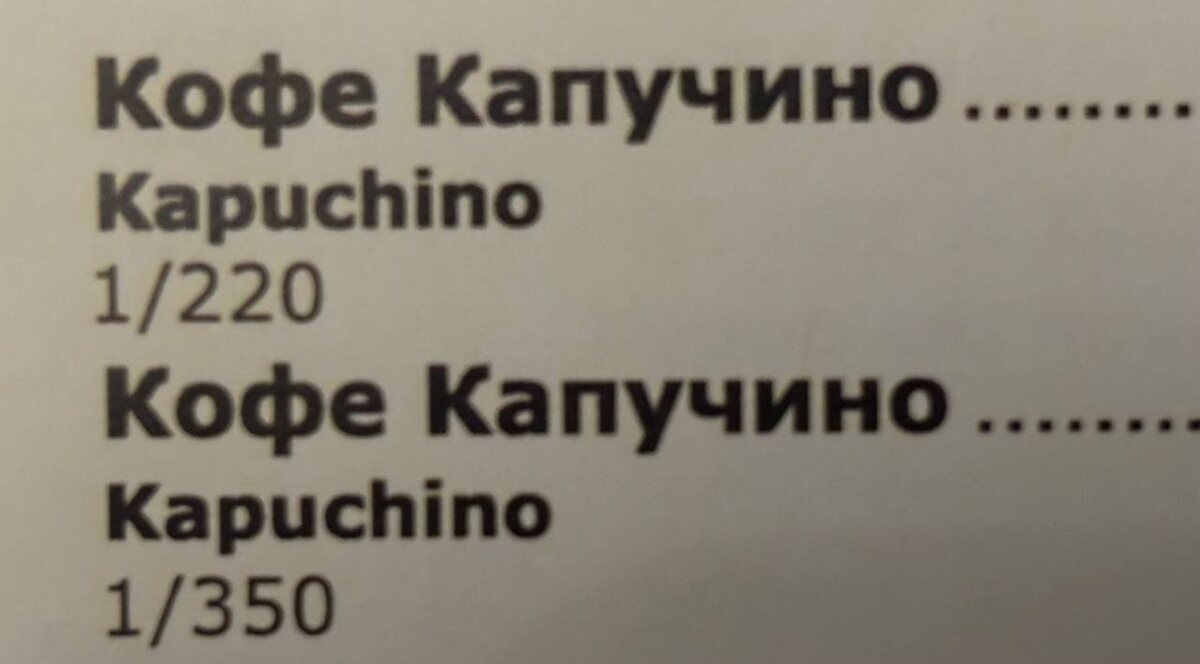 Кофе Капучино ........
Kapuchino
1/220
Кофе Капучино ........
Kapuchino
1/350